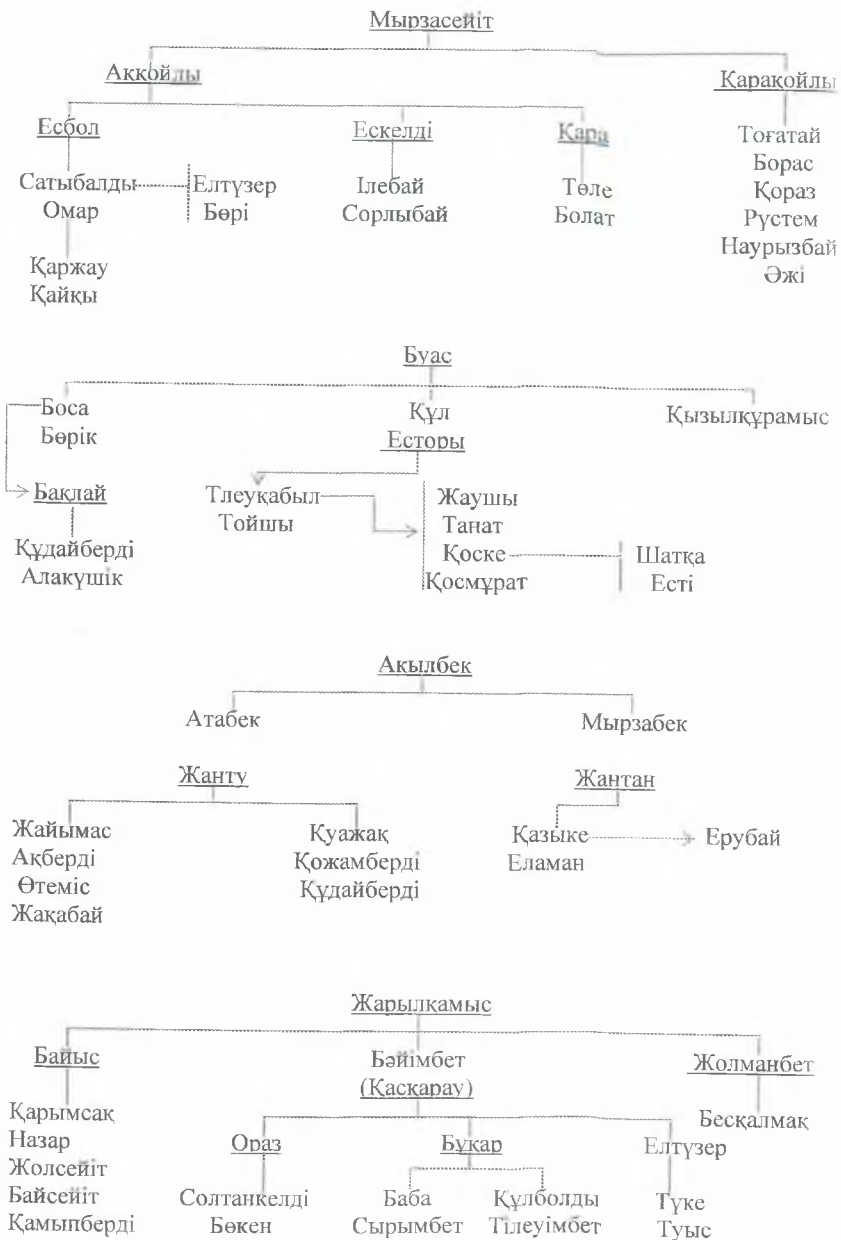 Мырзасейіт
Аққойлы Қарақойлы
Есбол Ескелді Қара Тоғатай
Борас
Қораз
Рүстем
Наурызбай
Әжі
Сатыбалды Елтүзер Ілебай Төле
Омар Бөрі Сорлыбай Болат
Қаржау
Қайқы
Буас
Боса Құл Қызылқұрамыс
Бөрік Есторы
Бақлай Тлеуқабыл Жаушы
Тойшы Танат
Құдайберді Қоске Шатқа
Алакүшік Қосмұрат Есті
Ақылбек
Атабек Мырзабек
Жанту Жантан
Жайымас Қуажақ Қазыке Ерубай
Ақберді Қожамберді Еламан
Өтеміс Құдайберді
Жақабай
Жарылқамыс
Байыс Бәйімбет Жолманбет
(Қасқарау)
Қарымсақ Бесқалмақ
Назар Ораз Бұқар Елтүзер
Жолсейіт
Байсейіт Солтанкелді Баба Құлболды Түке
Қамыпберді Бөкен Сырымбет Тілеуімбет Туыс